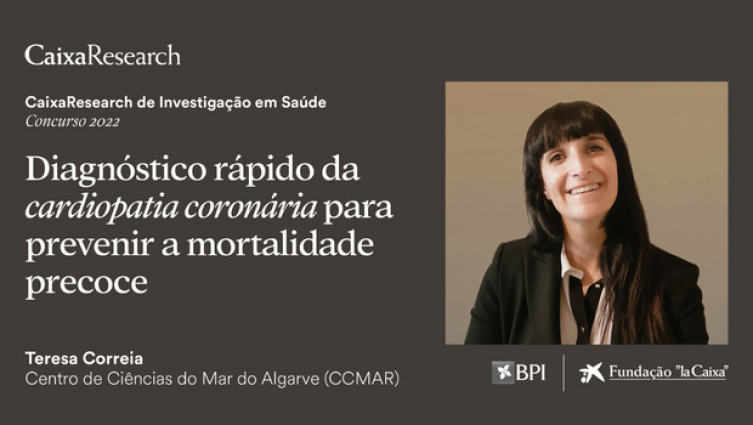 CaixaResearch
CaixaResearch de Investigação em Saúde
Concurso 2022
Diagnóstico rápido da
cardiopatia coronária para
prevenir a mortalidade
precoce
Teresa Correia
Centro de Ciências do Mar do Algarve (CCMAR)
BPI
Fundação "la Caixa"